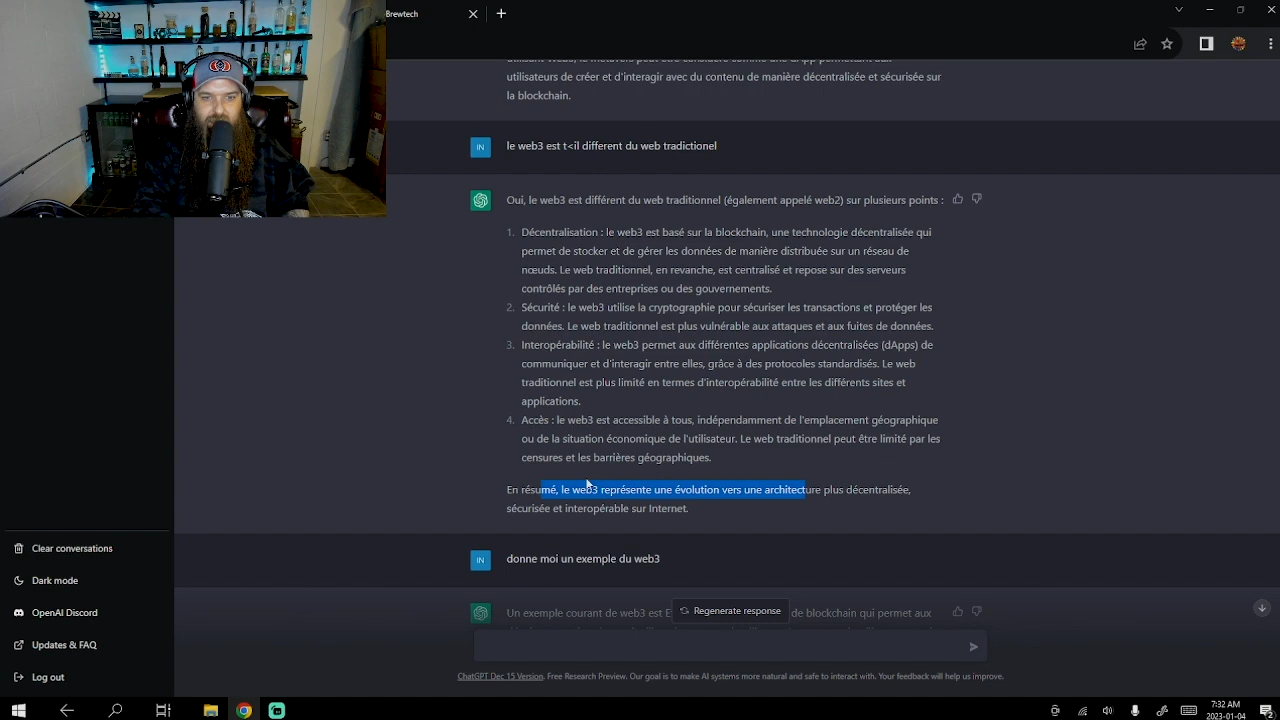 Brewtech
utilisateurs de créer et d'interagir avec du contenu de manière décentralisée et sécurisée sur
la blockchain.
IN
le web3 est t<il different du web tradictionel
Oui, le web3 est différent du web traditionnel (également appelé web2) sur plusieurs points :
1. Décentralisation : le web3 est basé sur la blockchain, une technologie décentralisée qui
permet de stocker et de gérer les données de manière distribuée sur un réseau de
nœuds. Le web traditionnel, en revanche, est centralisé et repose sur des serveurs
contrôlés par des entreprises ou des gouvernements.
2. Sécurité : le web3 utilise la cryptographie pour sécuriser les transactions et protéger les
données. Le web traditionnel est plus vulnérable aux attaques et aux fuites de données.
3. Interopérabilité : le web3 permet aux différentes applications décentralisées (dApps) de
communiquer et d'interagir entre elles, grâce à des protocoles standardisés. Le web
traditionnel est plus limité en termes d'interopérabilité entre les différents sites et
applications.
4. Accès : le web3 est accessible à tous, indépendamment de l'emplacement géographique
ou de la situation économique de l'utilisateur. Le web traditionnel peut être limité par les
censures et les barrières géographiques.
En résumé, le web3 représente une évolution vers une architecture plus décentralisée,
sécurisée et interopérable sur Internet.
IN
donne moi un exemple du web3
Un exemple courant de web3 est E
de blockchain qui permet aux
Regenerate response
ChatGPT Dec 15 Version. Free Research Preview. Our goal is to make AI systems more natural and safe to interact with. Your feedback will help us improve.
Clear conversations
Dark mode
OpenAI Discord
Updates & FAQ
Log out
7:32 AM
2023-01-04